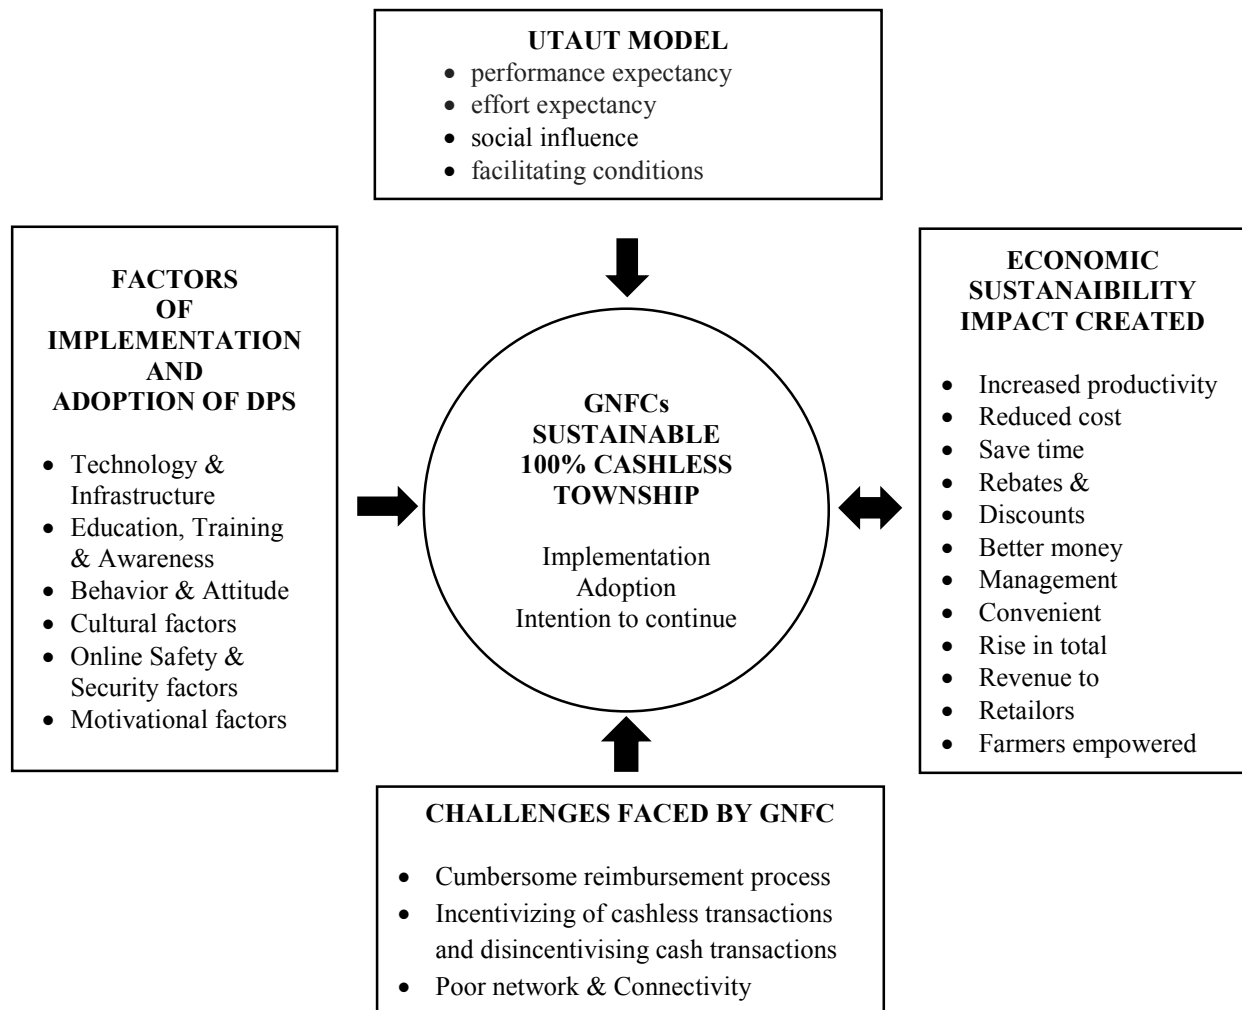 UTAUT MODEL
• performance expectancy
• effort expectancy
• social influence
• facilitating conditions
FACTORS
OF
IMPLEMENTATION
AND
ADOPTION OF DPS
• Technology &
Infrastructure
• Education, Training
& Awareness
• Behavior & Attitude
• Cultural factors
• Online Safety &
Security factors
• Motivational factors
GNFCs
SUSTAINABLE
100% CASHLESS
TOWNSHIP
Implementation
Adoption
Intention to continue
ECONOMIC
SUSTANAIBILITY
IMPACT CREATED
• Increased productivity
• Reduced cost
• Save time
• Rebates &
• Discounts
• Better money
• Management
• Convenient
• Rise in total
• Revenue to
• Retailors
• Farmers empowered
CHALLENGES FACED BY GNFC
• Cumbersome reimbursement process
• Incentivizing of cashless transactions
and disincentivising cash transactions
• Poor network & Connectivity